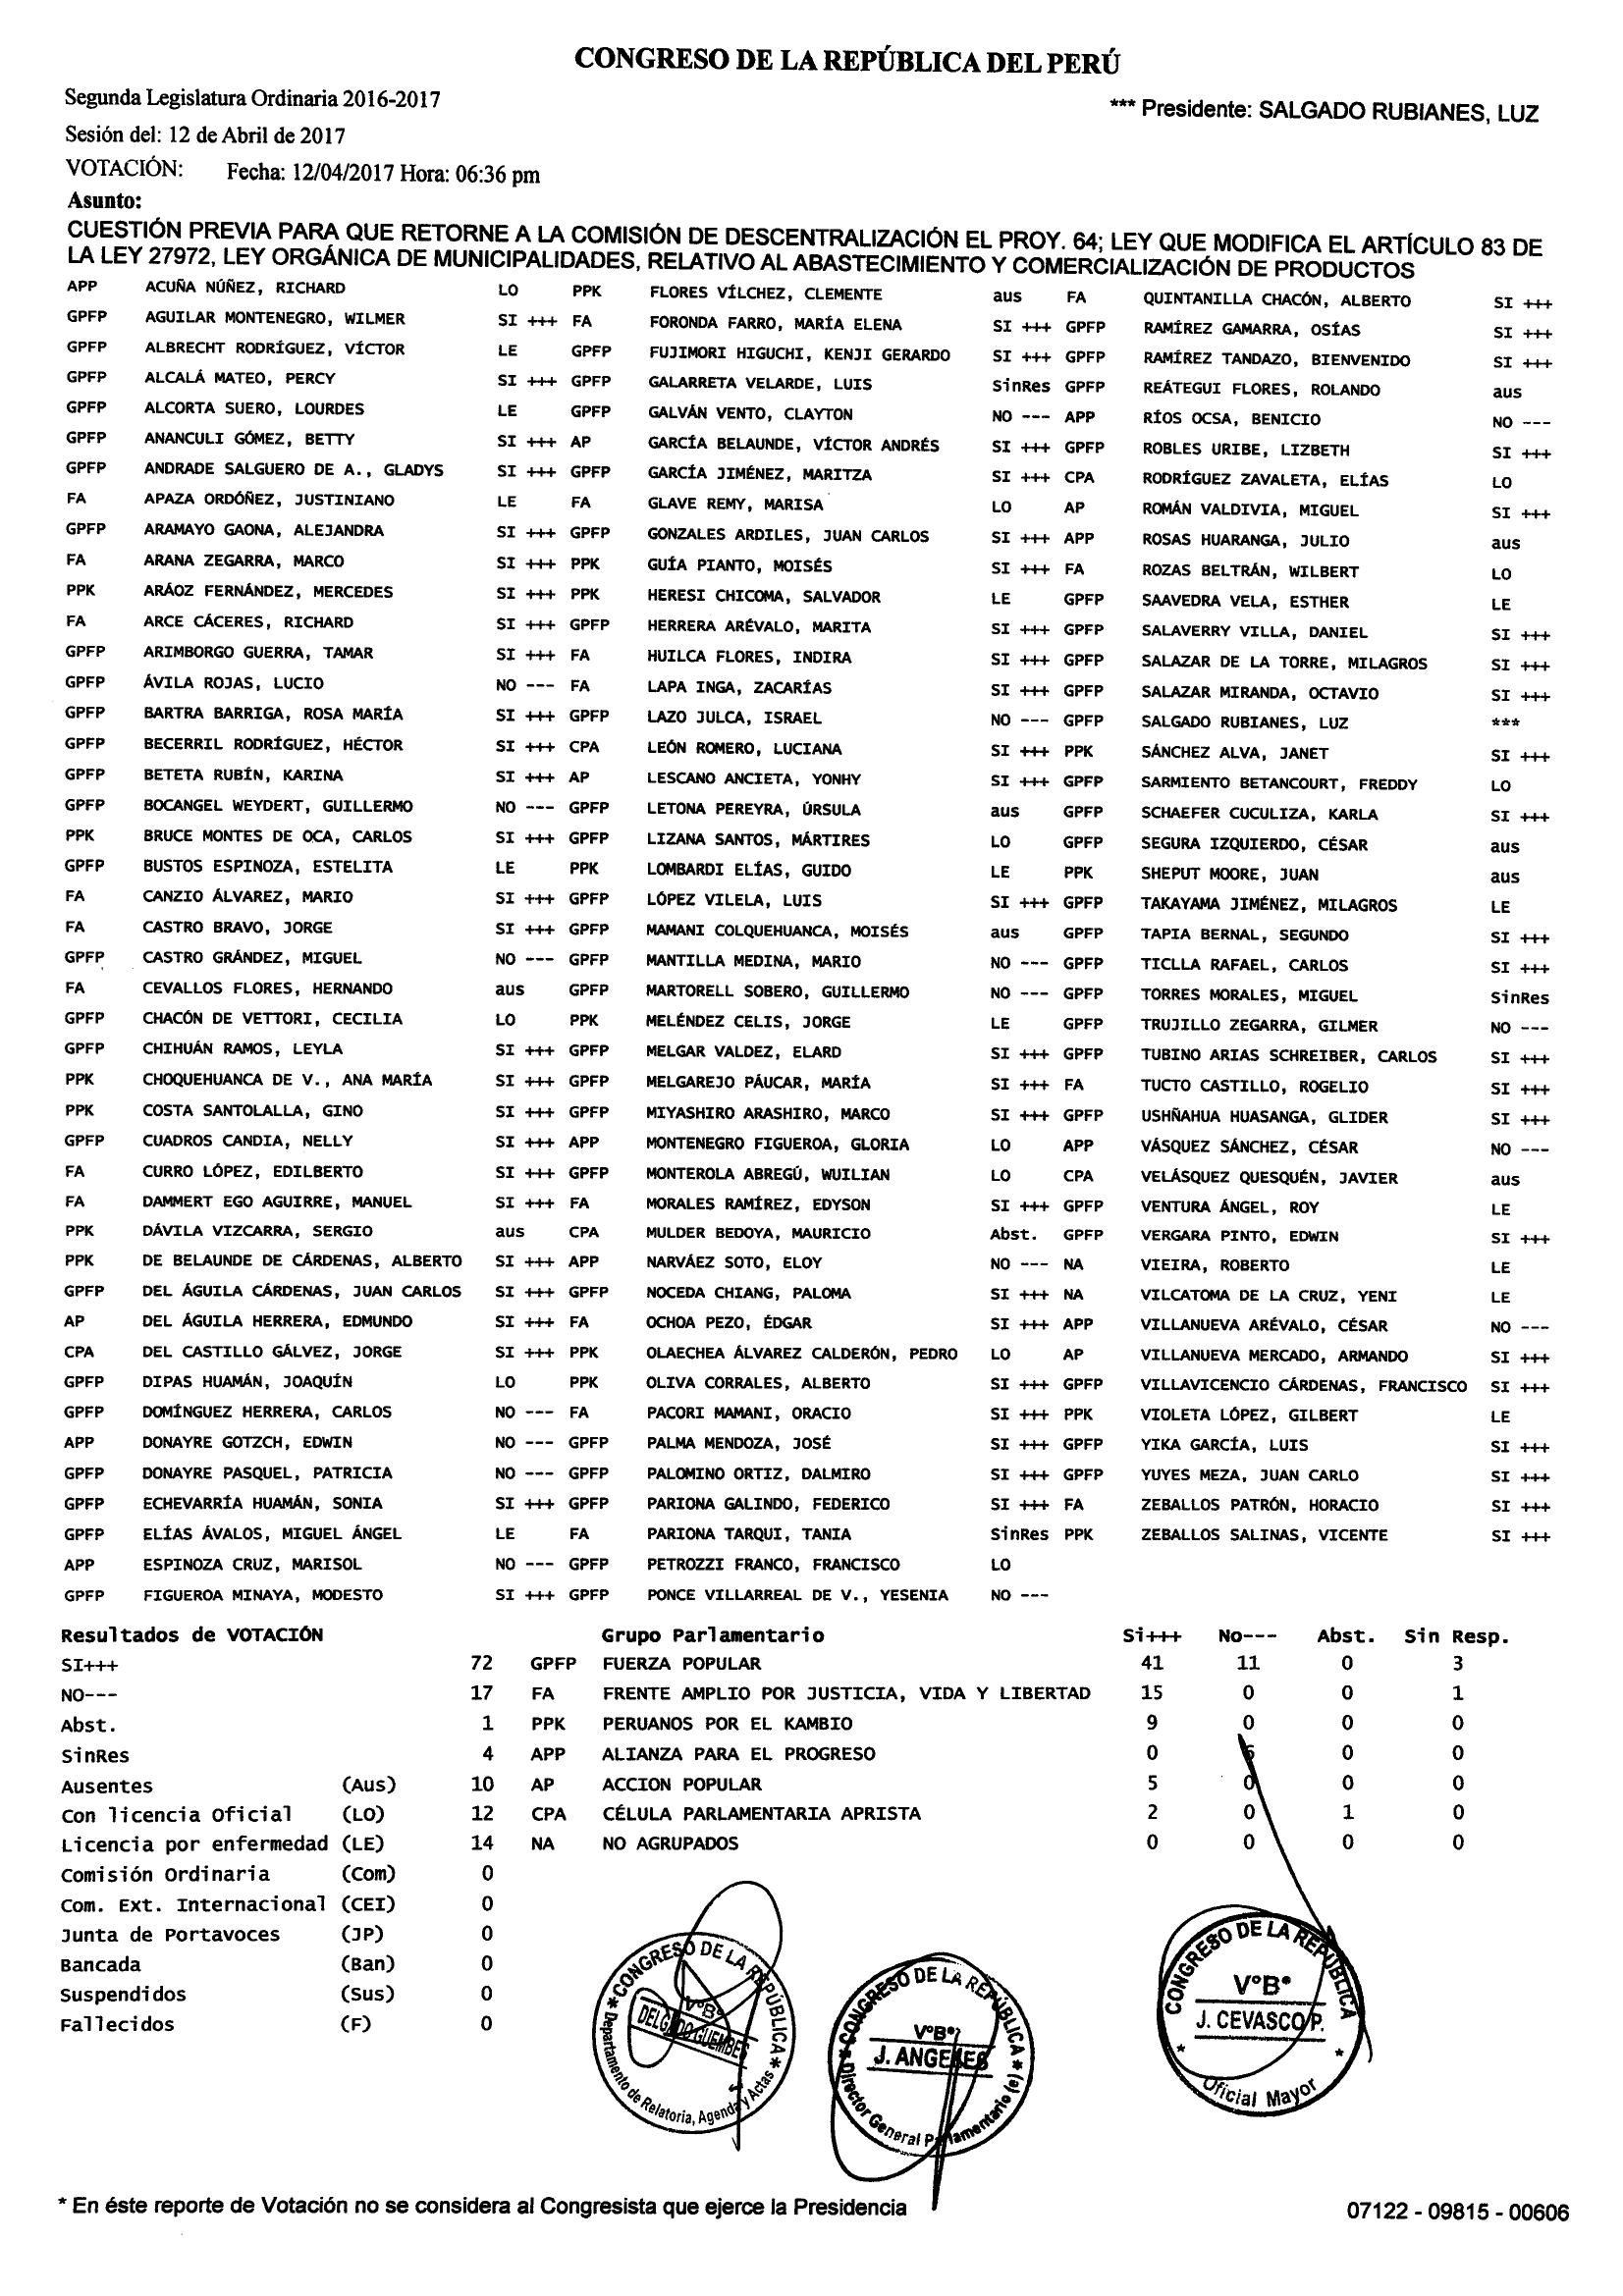 CONGRESO DE LA REPÚBLICA DEL PERÚ
Segunda Legislatura Ordinaria 2016-2017
*** Presidente: SALGADO RUBIANES, LUZ
Sesión del: 12 de Abril de 2017
VOTACIÓN: Fecha: 12/04/2017 Hora: 06:36 pm
Asunto:
CUESTIÓN PREVIA PARA QUE RETORNE A LA COMISIÓN DE DESCENTRALIZACIÓN EL PROY. 64; LEY QUE MODIFICA EL ARTÍCULO 83 DE
LA LEY 27972, LEY ORGÁNICA DE MUNICIPALIDADES, RELATIVO AL ABASTECIMIENTO Y COMERCIALIZACIÓN DE PRODUCTOS
APP ACUÑA NÚÑEZ, RICHARD LO PPK FLORES VÍLCHEZ, CLEMENTE aus FA QUINTANILLA CHACÓN, ALBERTO SI +++
GPFP AGUILAR MONTENEGRO, WILMER SI +++ FA FORONDA FARRO, MARÍA ELENA SI +++ GPFP RAMÍREZ GAMARRA, OSÍAS SI +++
GPFP ALBRECHT RODRÍGUEZ, VÍCTOR LE GPFP FUJIMORI HIGUCHI, KENJI GERARDO SI +++ GPFP RAMÍREZ TANDAZO, BIENVENIDO SI +++
GPFP ALCALÁ MATEO, PERCY SI +++ GPFP GALARRETA VELARDE, LUIS SinRes GPFP REÁTEGUI FLORES, ROLANDO aus
GPFP ALCORTA SUERO, LOURDES LE GPFP GALVÁN VENTO, CLAYTON NO --- APP RÍOS OCSA, BENICIO NO ---
GPFP ANANCULI GÓMEZ, BETTY SI +++ AP GARCÍA BELAUNDE, VÍCTOR ANDRÉS SI +++ GPFP ROBLES URIBE, LIZBETH SI +++
GPFP ANDRADE SALGUERO DE A., GLADYS SI +++ GPFP GARCÍA JIMÉNEZ, MARITZA SI +++ CPA RODRÍGUEZ ZAVALETA, ELÍAS LO
FA APAZA ORDÓÑEZ, JUSTINIANO LE FA GLAVE REMY, MARISA LO AP ROMÁN VALDIVIA, MIGUEL SI +++
GPFP ARAMAYO GAONA, ALEJANDRA SI +++ GPFP GONZALES ARDILES, JUAN CARLOS SI +++ APP ROSAS HUARANGA, JULIO aus
FA ARANA ZEGARRA, MARCO SI +++ PPK GUÍA PIANTO, MOISÉS SI +++ FA ROZAS BELTRÁN, WILBERT LO
PPK ARÁOZ FERNÁNDEZ, MERCEDES SI +++ PPK HERESI CHICOMA, SALVADOR LE GPFP SAAVEDRA VELA, ESTHER LE
FA ARCE CÁCERES, RICHARD SI +++ GPFP HERRERA ARÉVALO, MARITA SI +++ GPFP SALAVERRY VILLA, DANIEL SI +++
GPFP ARIMBORGO GUERRA, TAMAR SI +++ FA HUILCA FLORES, INDIRA SI +++ GPFP SALAZAR DE LA TORRE, MILAGROS SI +++
GPFP ÁVILA ROJAS, LUCIO NO --- FA LAPA INGA, ZACARÍAS SI +++ GPFP SALAZAR MIRANDA, OCTAVIO SI +++
GPFP BARTRA BARRIGA, ROSA MARÍA SI +++ GPFP LAZO JULCA, ISRAEL NO --- GPFP SALGADO RUBIANES, LUZ ***
GPFP BECERRIL RODRÍGUEZ, HÉCTOR SI +++ CPA LEÓN ROMERO, LUCIANA SI +++ PPK SÁNCHEZ ALVA, JANET SI +++
GPFP BETETA RUBÍN, KARINA SI +++ AP LESCANO ANCIETA, YONHY SI +++ GPFP SARMIENTO BETANCOURT, FREDDY LO
GPFP BOCANGEL WEYDERT, GUILLERMO NO --- GPFP LETONA PEREYRA, ÚRSULA aus GPFP SCHAEFER CUCULIZA, KARLA SI +++
PPK BRUCE MONTES DE OCA, CARLOS SI +++ GPFP LIZANA SANTOS, MÁRTIRES LO GPFP SEGURA IZQUIERDO, CÉSAR aus
GPFP BUSTOS ESPINOZA, ESTELITA LE PPK LOMBARDI ELÍAS, GUIDO LE PPK SHEPUT MOORE, JUAN aus
FA CANZIO ÁLVAREZ, MARIO SI +++ GPFP LÓPEZ VILELA, LUIS SI +++ GPFP TAKAYAMA JIMÉNEZ, MILAGROS LE
FA CASTRO BRAVO, JORGE SI +++ GPFP MAMANI COLQUEHUANCA, MOISÉS aus GPFP TAPIA BERNAL, SEGUNDO SI +++
GPFP CASTRO GRÁNDEZ, MIGUEL NO --- GPFP MANTILLA MEDINA, MARIO NO --- GPFP TICLLA RAFAEL, CARLOS SI +++
FA CEVALLOS FLORES, HERNANDO aus GPFP MARTORELL SOBERO, GUILLERMO NO --- GPFP TORRES MORALES, MIGUEL SinRes
GPFP CHACÓN DE VETTORI, CECILIA LO PPK MELÉNDEZ CELIS, JORGE LE GPFP TRUJILLO ZEGARRA, GILMER NO ---
GPFP CHIHUÁN RAMOS, LEYLA SI +++ GPFP MELGAR VALDEZ, ELARD SI +++ GPFP TUBINO ARIAS SCHREIBER, CARLOS SI +++
PPK CHOQUEHUANCA DE V., ANA MARÍA SI +++ GPFP MELGAREJO PÁUCAR, MARÍA SI +++ FA TUCTO CASTILLO, ROGELIO SI +++
PPK COSTA SANTOLALLA, GINO SI +++ GPFP MIYASHIRO ARASHIRO, MARCO SI +++ GPFP USHÑAHUA HUASANGA, GLIDER SI +++
GPFP CUADROS CANDIA, NELLY SI +++ APP MONTENEGRO FIGUEROA, GLORIA LO APP VÁSQUEZ SÁNCHEZ, CÉSAR NO ---
FA CURRO LÓPEZ, EDILBERTO SI +++ GPFP MONTEROLA ABREGÚ, WUILIAN LO CPA VELÁSQUEZ QUESQUÉN, JAVIER aus
FA DAMMERT EGO AGUIRRE, MANUEL SI +++ FA MORALES RAMÍREZ, EDYSON SI +++ GPFP VENTURA ÁNGEL, ROY LE
PPK DÁVILA VIZCARRA, SERGIO aus CPA MULDER BEDOYA, MAURICIO Abst. GPFP VERGARA PINTO, EDWIN SI +++
PPK DE BELAUNDE DE CÁRDENAS, ALBERTO SI +++ APP NARVÁEZ SOTO, ELOY NO --- NA VIEIRA, ROBERTO LE
GPFP DEL ÁGUILA CÁRDENAS, JUAN CARLOS SI +++ GPFP NOCEDA CHIANG, PALOMA SI +++ NA VILCATOMA DE LA CRUZ, YENI LE
AP DEL ÁGUILA HERRERA, EDMUNDO SI +++ FA OCHOA PEZO, ÉDGAR SI +++ APP VILLANUEVA ARÉVALO, CÉSAR NO ---
CPA DEL CASTILLO GÁLVEZ, JORGE SI +++ PPK OLAECHEA ÁLVAREZ CALDERÓN, PEDRO LO AP VILLANUEVA MERCADO, ARMANDO SI +++
GPFP DIPAS HUAMÁN, JOAQUÍN LO PPK OLIVA CORRALES, ALBERTO SI +++ GPFP VILLAVICENCIO CÁRDENAS, FRANCISCO SI +++
GPFP DOMÍNGUEZ HERRERA, CARLOS NO --- FA PACORI MAMANI, ORACIO SI +++ PPK VIOLETA LÓPEZ, GILBERT LE
APP DONAYRE GOTZCH, EDWIN NO --- GPFP PALMA MENDOZA, JOSÉ SI +++ GPFP YIKA GARCÍA, LUIS SI +++
GPFP DONAYRE PASQUEL, PATRICIA NO --- GPFP PALOMINO ORTIZ, DALMIRO SI +++ GPFP YUYES MEZA, JUAN CARLO SI +++
GPFP ECHEVARRÍA HUAMÁN, SONIA SI +++ GPFP PARIONA GALINDO, FEDERICO SI +++ FA ZEBALLOS PATRÓN, HORACIO SI +++
GPFP ELÍAS ÁVALOS, MIGUEL ÁNGEL LE FA PARIONA TARQUI, TANIA SinRes PPK ZEBALLOS SALINAS, VICENTE SI +++
APP ESPINOZA CRUZ, MARISOL NO --- GPFP PETROZZI FRANCO, FRANCISCO LO
GPFP FIGUEROA MINAYA, MODESTO SI +++ GPFP PONCE VILLARREAL DE V., YESENIA NO ---
Resultados de VOTACIÓN Grupo Parlamentario Si+++ No--- Abst. Sin Resp.
SI+++ 72 GPFP FUERZA POPULAR 41 11 0 3
NO--- 17 FA FRENTE AMPLIO POR JUSTICIA, VIDA Y LIBERTAD 15 0 0 1
Abst. 1 PPK PERUANOS POR EL KAMBIO 9 0 0 0
SinRes 4 APP ALIANZA PARA EL PROGRESO 0 6 0 0
Ausentes (Aus) 10 AP ACCION POPULAR 5 0 0 0
Con licencia Oficial (LO) 12 CPA CÉLULA PARLAMENTARIA APRISTA 2 0 1 0
Licencia por enfermedad (LE) 14 NA NO AGRUPADOS 0 0 0 0
Comisión Ordinaria (Com) 0
Com. Ext. Internacional (CEI) 0
Junta de Portavoces (JP) 0
Bancada (Ban) 0
Suspendidos (Sus) 0
Fallecidos (F) 0
CONGRESO DE LA REPÚBLICA
V°B°
DELGADO GUEMBES
Departamento de Relatoria, Agenda y Actas
CONGRESO DE LA REPÚBLICA
V°B°
J. ANGELES
Director General Parlamentario (e)
CONGRESO DE LA REPÚBLICA
V°B°
J. CEVASCO P.
Oficial Mayor
* En éste reporte de Votación no se considera al Congresista que ejerce la Presidencia
07122 - 09815 - 00606